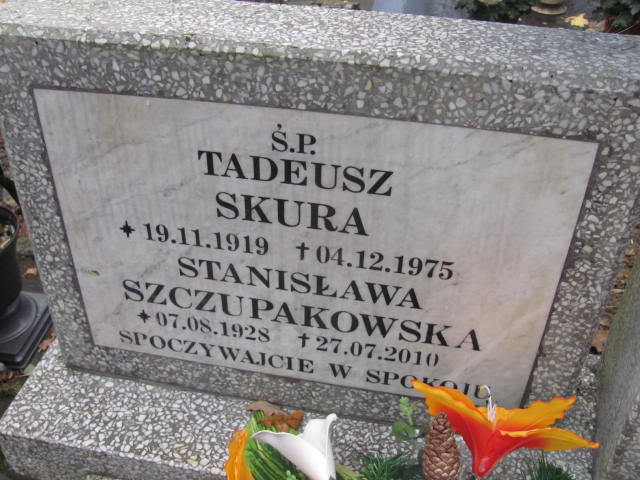 Ś.P.
TADEUSZ
SKURA
19.11.1919 †04.12.1975
STANISŁAWA
SZCZUPAKOWSKA
07.08.1928 †27.07.2010
SPOCZYWAJCIE W SPOKOJU